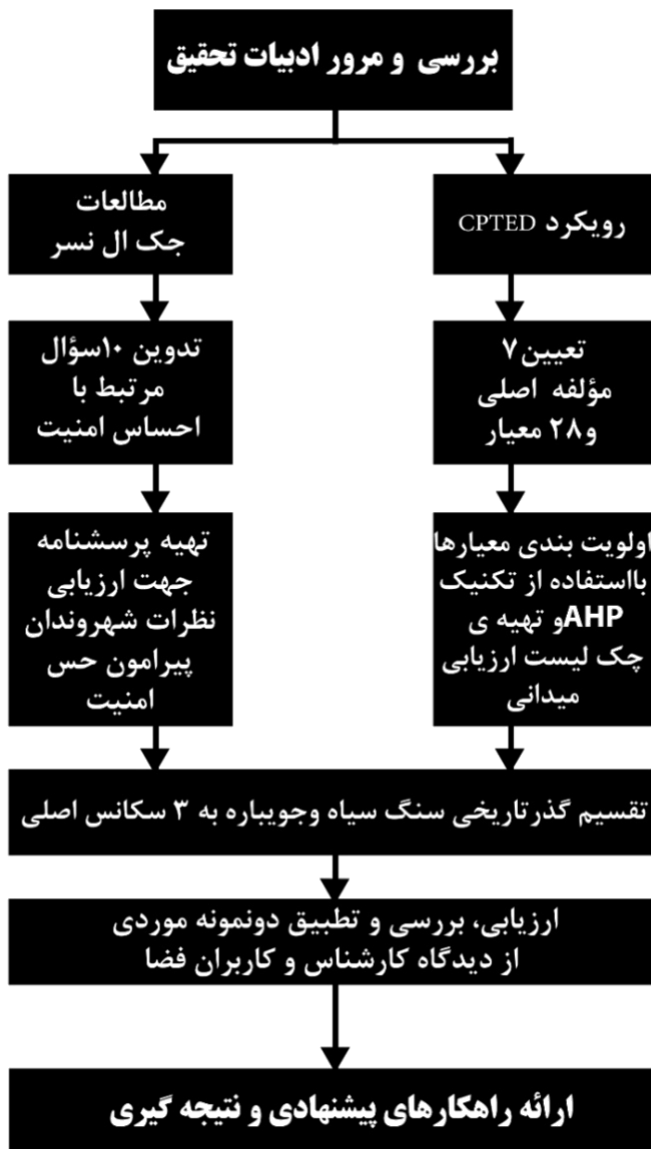 بررسی و مرور ادبیات تحقیق
رویکرد CPTED
تعیین۷
مؤلفه اصلی
و۲۸ معیار
اولویت بندی معیارها
بااستفاده از تکنیک
AHPو تهیه ی
چک لیست ارزیابی
میدانی
مطالعات
جک ال نسر
تدوین ۱۰سؤال
مرتبط با
احساس امنیت
تهیه پرسشنامه
جهت ارزیابی
نظرات شهروندان
پیرامون حس
امنیت
تقسیم گذرتاریخی سنگ سیاه وجویباره به ۳ سکانس اصلی
ارزیابی، بررسی و تطبیق دونمونه موردی
از دیدگاه کارشناس و کاربران فضا
ارائه راهکارهای پیشنهادی و نتیجه گیری